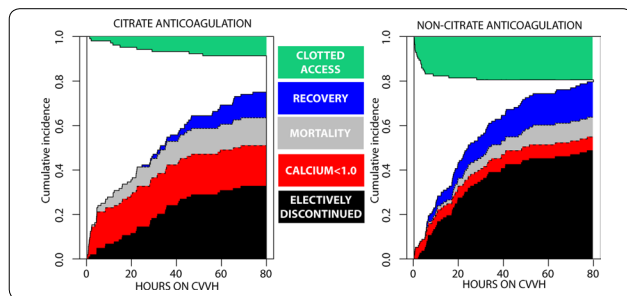 CITRATE ANTICOAGULATION
Cumulative incidence
1.0
0.8
0.6
0.4
0.2
0.0
0
20
40
60
80
HOURS ON CVVH
CLOTTED
ACCESS
RECOVERY
MORTALITY
CALCIUM<1.0
ELECTIVELY
DISCONTINUED
NON-CITRATE ANTICOAGULATION
Cumulative incidence
1.0
0.8
0.6
0.4
0.2
0.0
0
20
40
60
80
HOURS ON CVVH